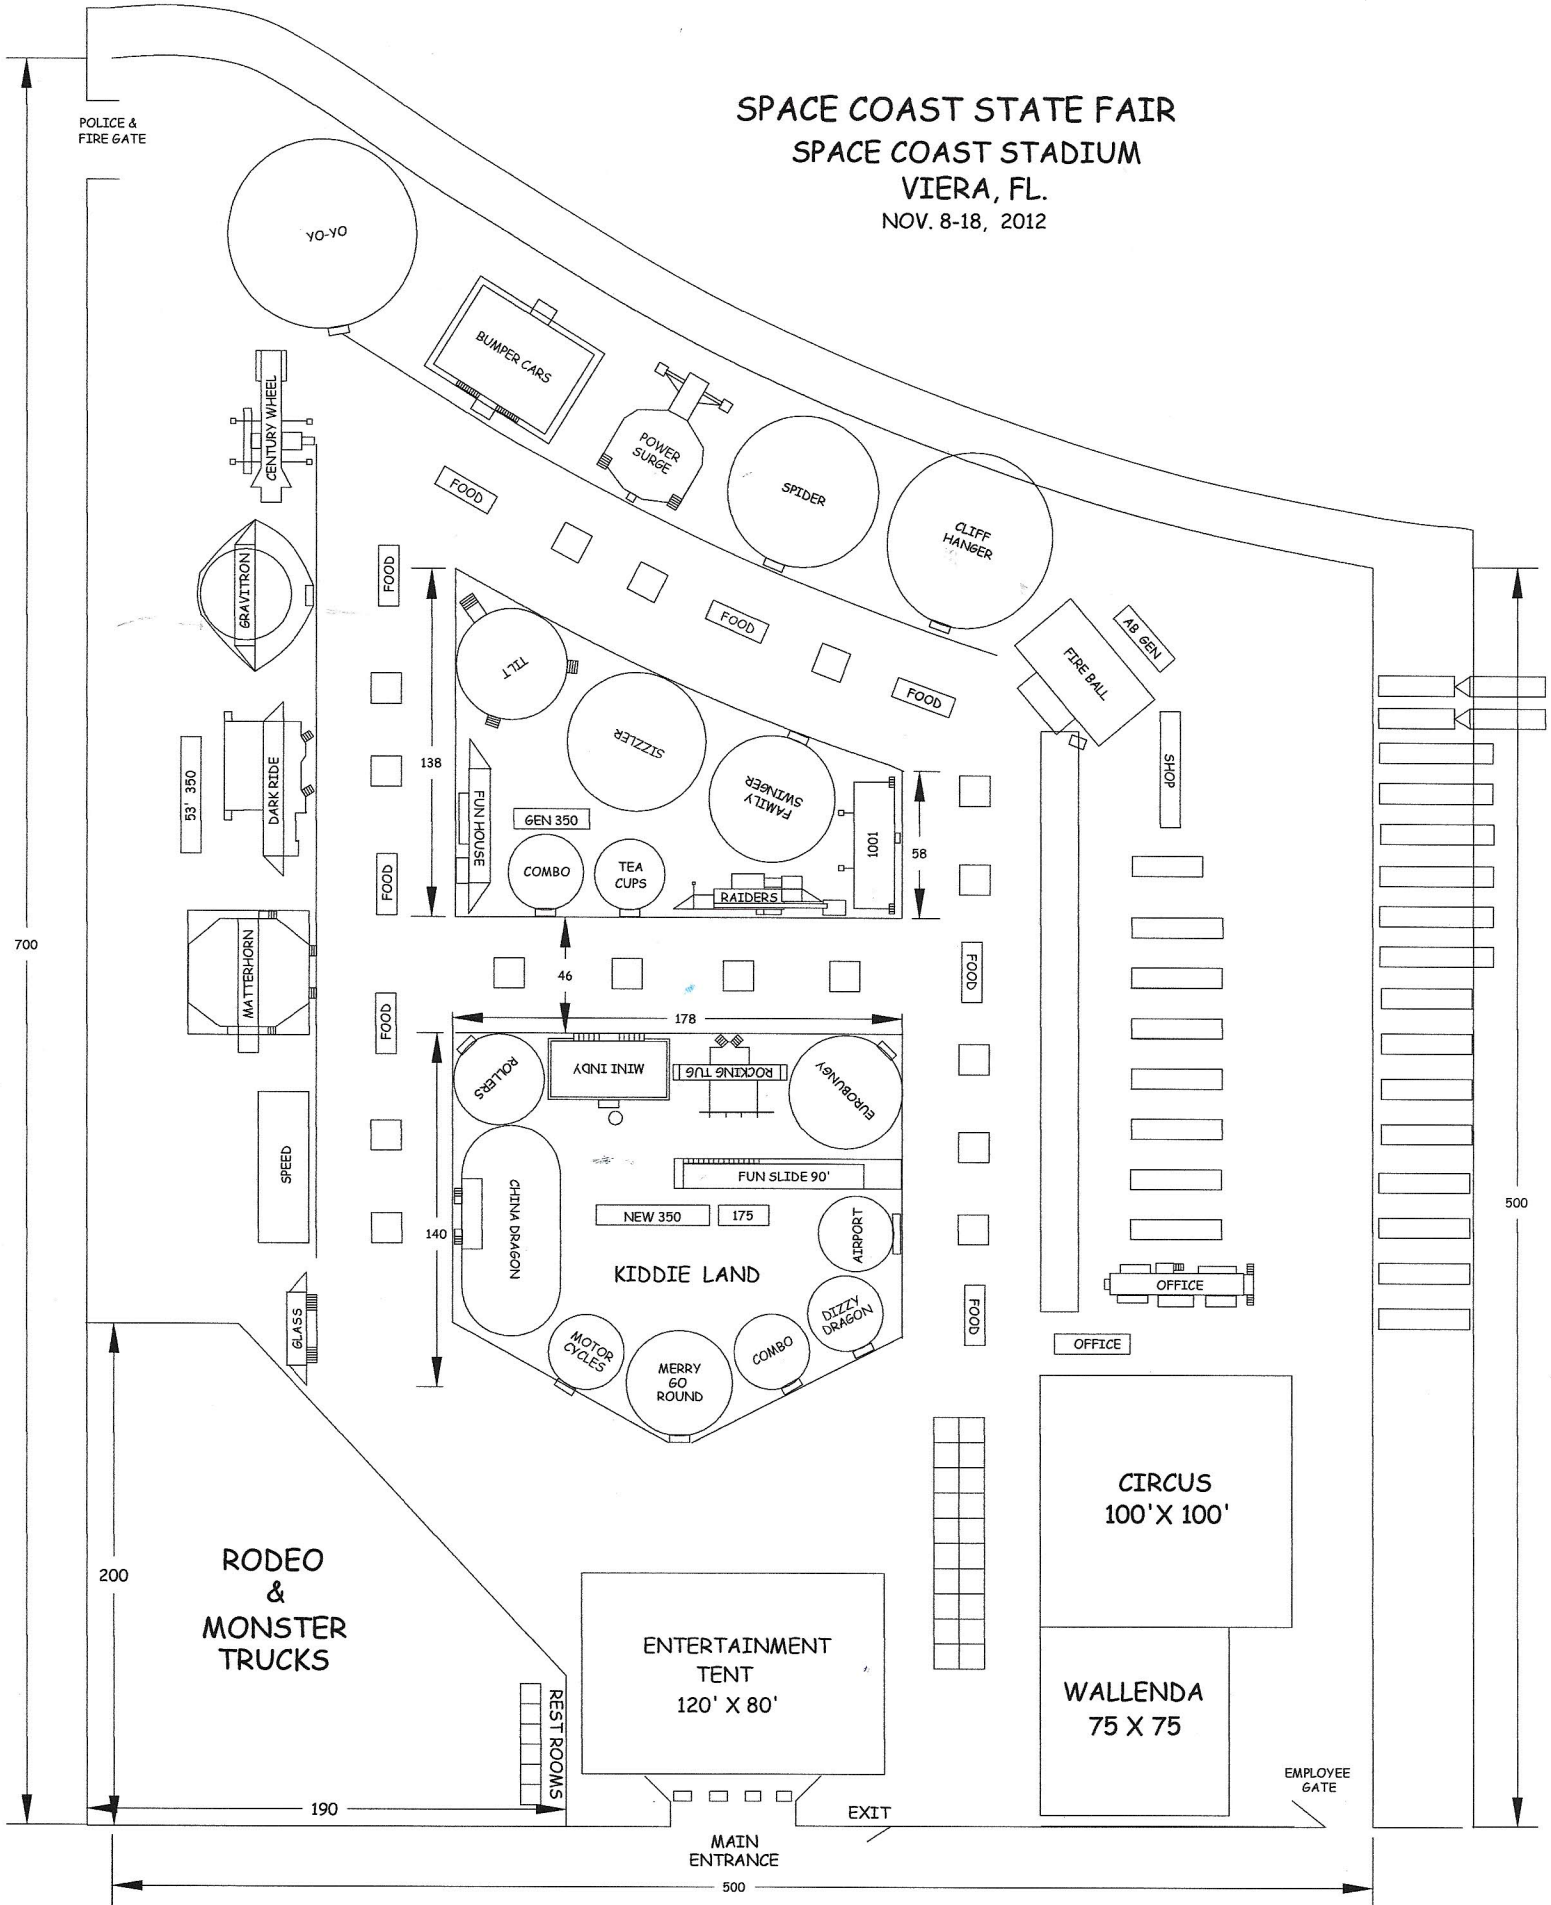 SPACE COAST STATE FAIR
SPACE COAST STADIUM
VIERA, FL.
NOV. 8-18, 2012
POLICE &
FIRE GATE
YO-YO
BUMPER CARS
CENTURY WHEEL
POWER
SURGE
SPIDER
CLIFF
HANGER
FOOD
FOOD
GRAVITRON
FOOD
FOOD
FIRE BALL
AB GEN
TILT
SIZZLER
FAMILY
SWINGER
138
SHOP
53' 350
DARK RIDE
FUN HOUSE
GEN 350
1001
58
FOOD
COMBO
TEA
CUPS
RAIDERS
700
MATTERHORN
46
FOOD
FOOD
178
ROLLERS
MINI INDY
ROCKING TUG
EUROBUNGY
SPEED
FUN SLIDE 90'
500
CHINA DRAGON
NEW 350
175
AIRPORT
140
KIDDIE LAND
OFFICE
GLASS
DIZZY
DRAGON
FOOD
MOTOR
CYCLES
COMBO
OFFICE
MERRY
GO
ROUND
CIRCUS
100'X 100'
200
RODEO
&
MONSTER
TRUCKS
ENTERTAINMENT
TENT
120' X 80'
WALLENDA
75 X 75
REST ROOMS
EMPLOYEE
GATE
190
EXIT
MAIN
ENTRANCE
500